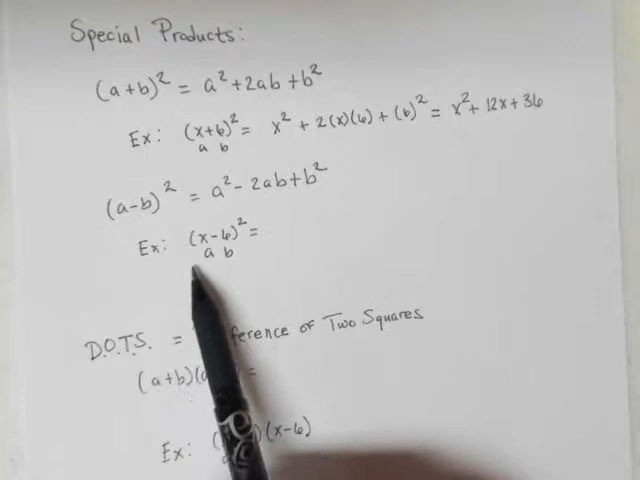 Special Products:
(a+b)² = a² + 2ab + b²
Ex: (x+6)² = x² + 2(x)(6) + (6)² = x² + 12x + 36
a b
(a-b)² = a² - 2ab + b²
Ex: (x-6)² =
a b
D.O.T.S. = of Two Squares
(a+b)( =
Ex: ( )(x-6)